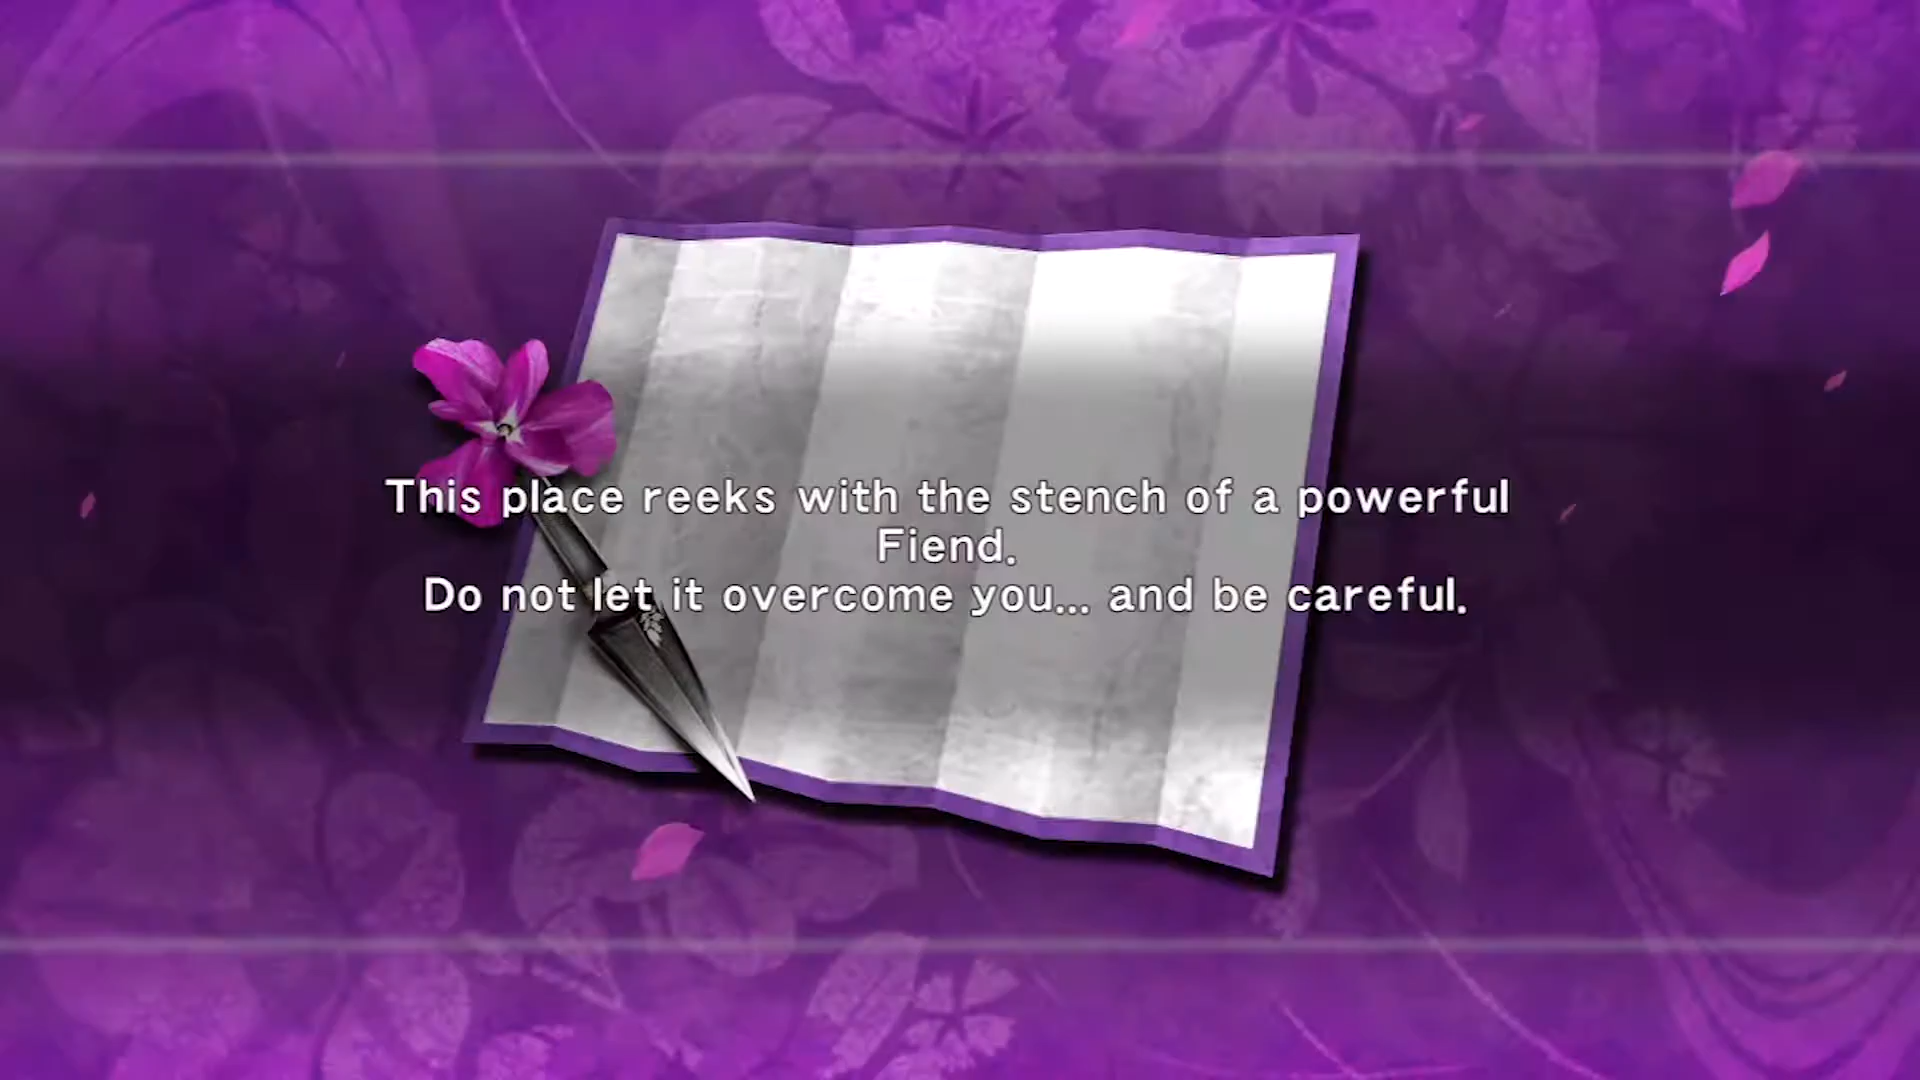 This place reeks with the stench of a powerful
Fiend.
Do not let it overcome you... and be careful.